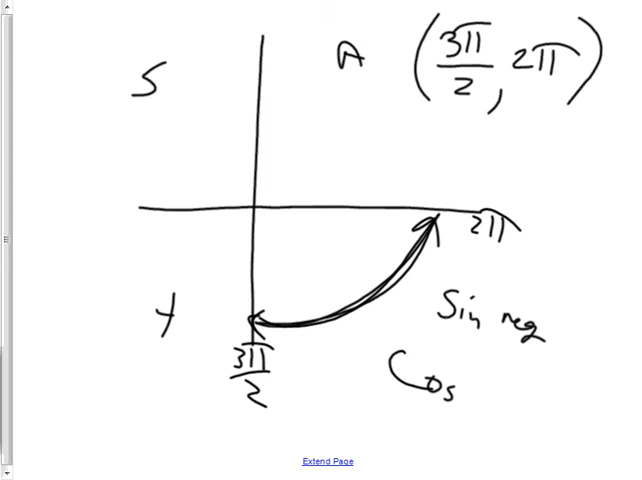 S A (3π/2, 2π)
2π
T
Sin neg
3π/2
Cos
Extend Page